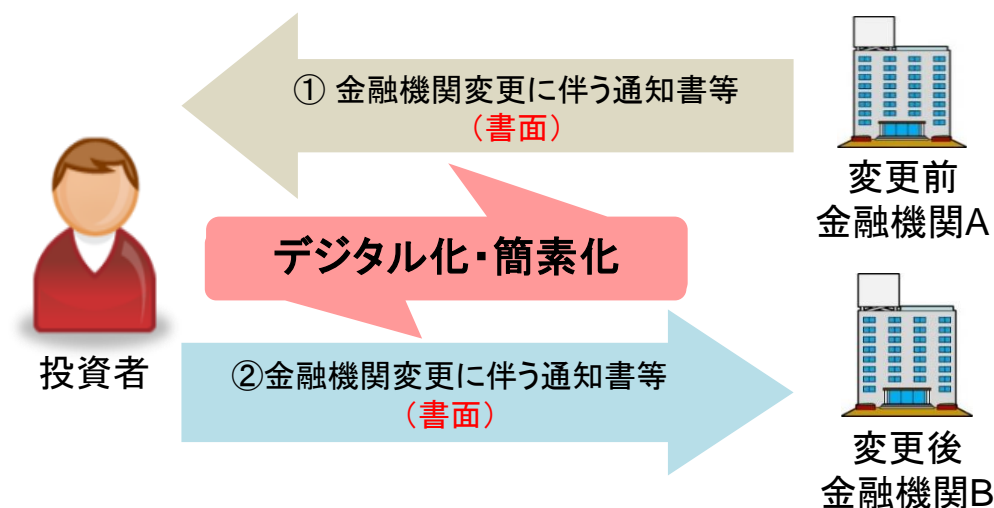 ① 金融機関変更に伴う通知書等
(書面)
変更前
金融機関A
デジタル化・簡素化
投資者
②金融機関変更に伴う通知書等
(書面)
変更後
金融機関B